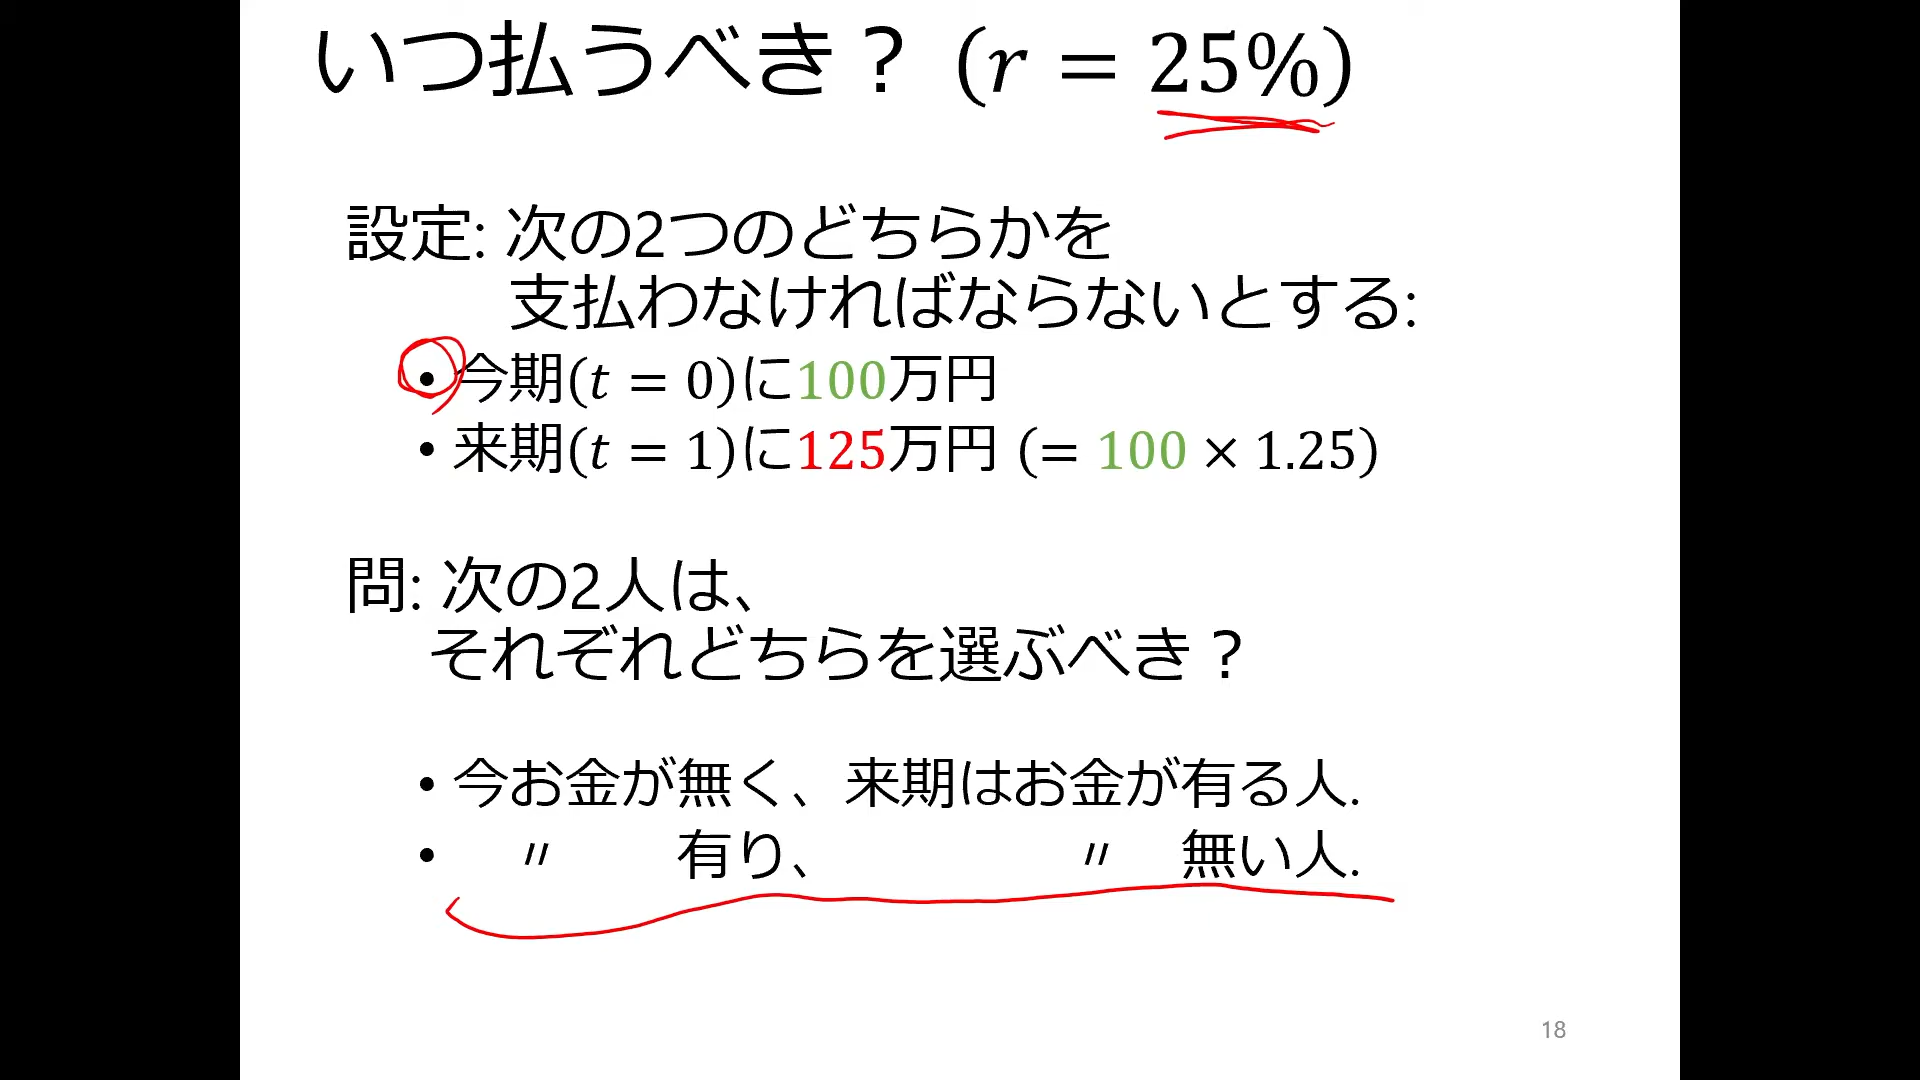 いつ払うべき？ (r = 25%)
設定: 次の2つのどちらかを
支払わなければならないとする:
• 今期(t = 0)に100万円
• 来期(t = 1)に125万円 (= 100 × 1.25)
問: 次の2人は、
それぞれどちらを選ぶべき？
• 今お金が無く、来期はお金が有る人.
• 〃 有り、 〃 無い人.
18